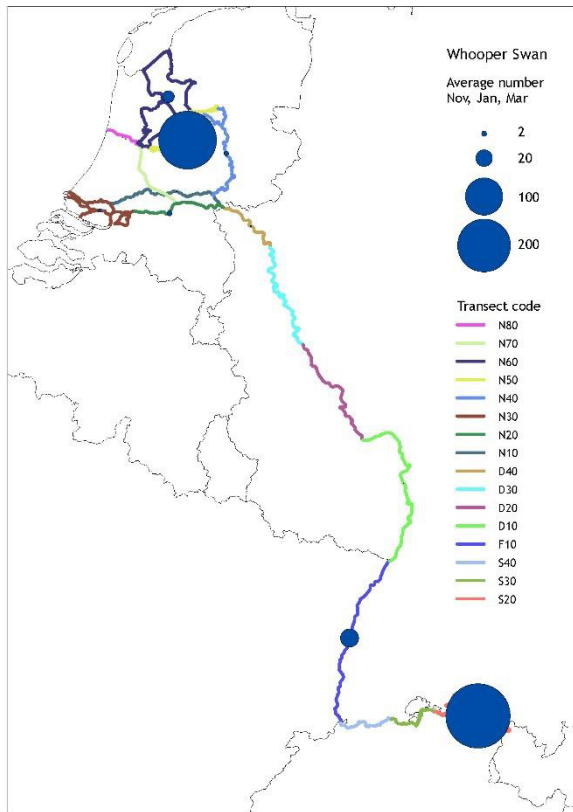 Whooper Swan
Average number
Nov, Jan, Mar
2
20
100
200
Transect code
N80
N70
N60
N50
N40
N30
N20
N10
D40
D30
D20
D10
F10
S40
S30
S20